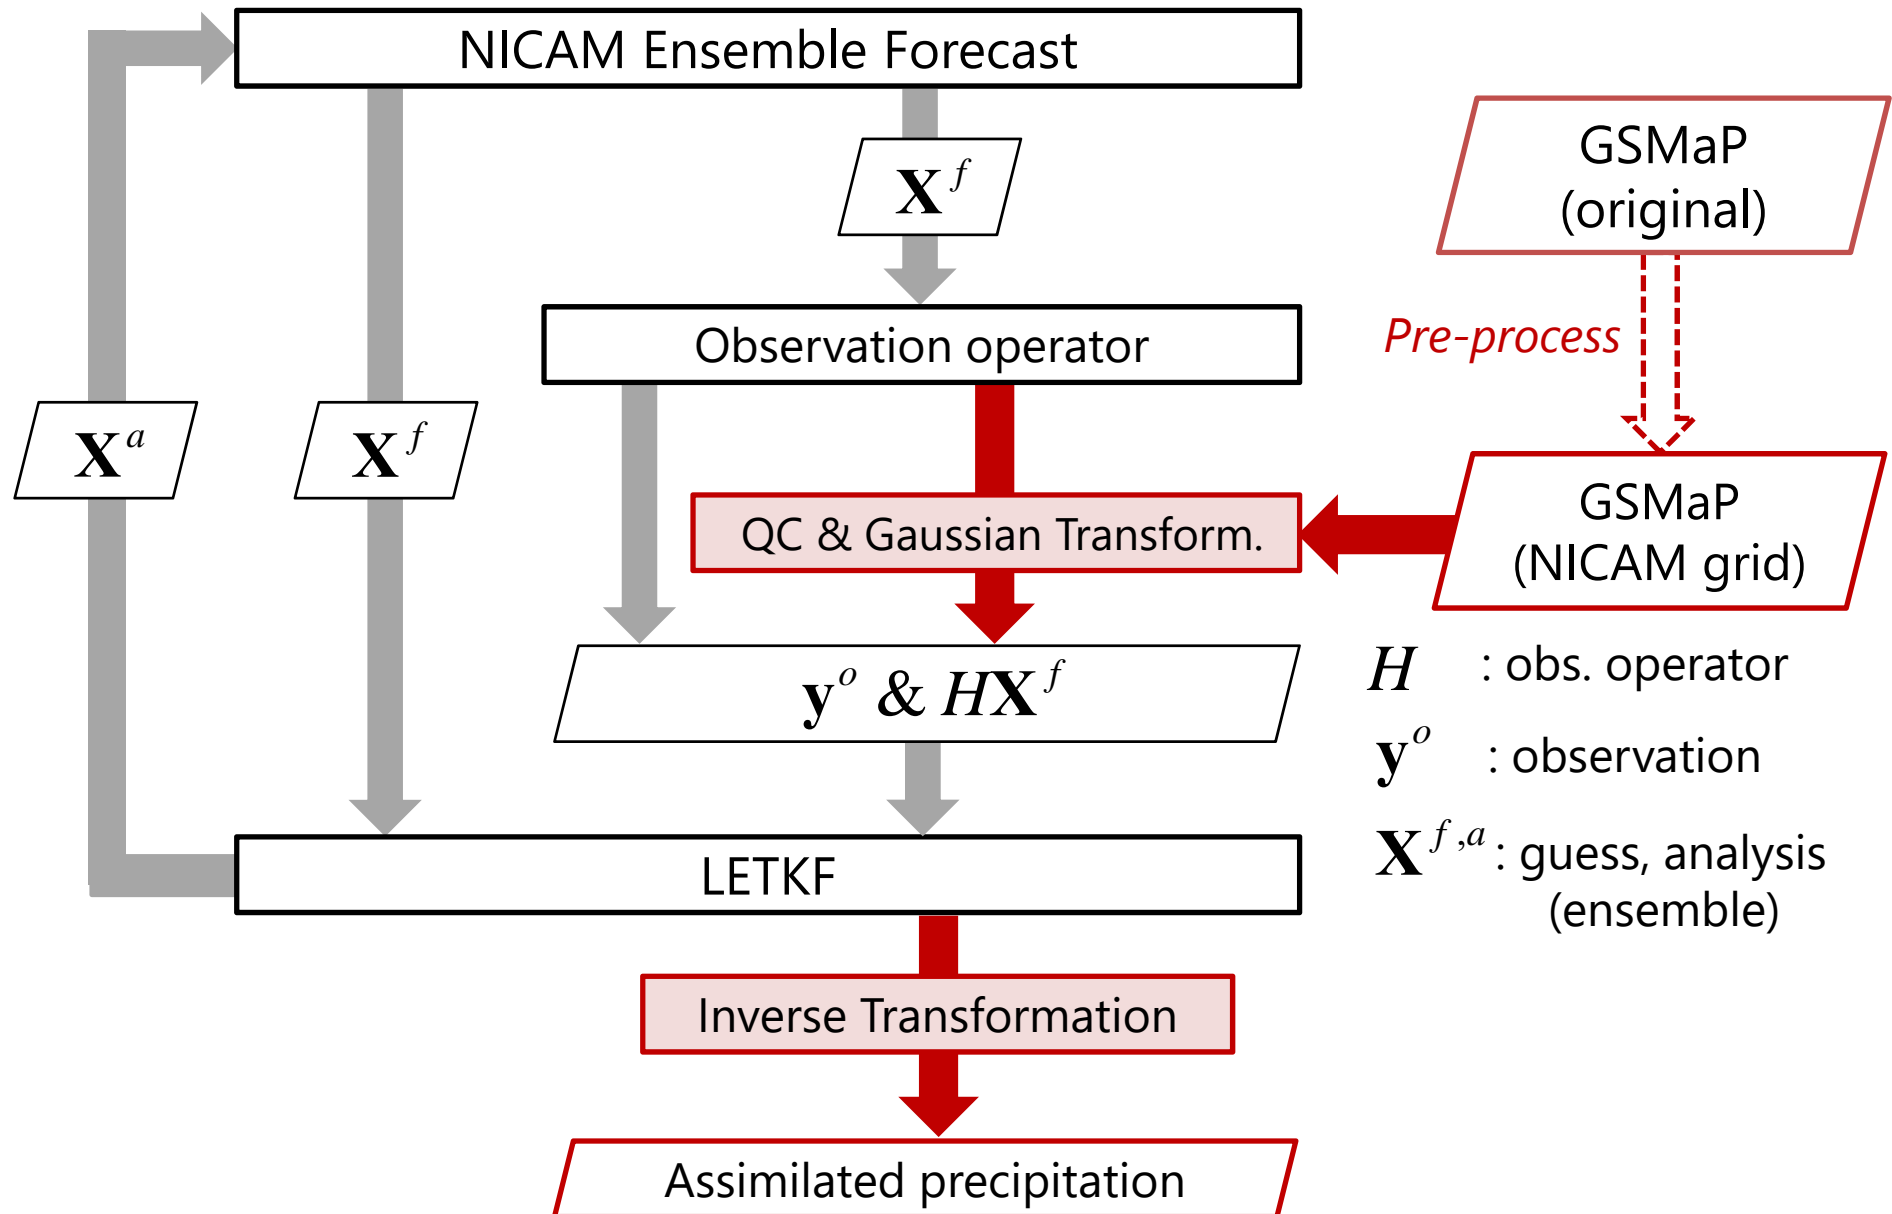 NICAM Ensemble Forecast
GSMaP
(original)
X^f
Pre-process
Observation operator
X^a
X^f
QC & Gaussian Transform.
GSMaP
(NICAM grid)
y^o & HX^f
H : obs. operator
y^o : observation
X^{f,a} : guess, analysis
(ensemble)
LETKF
Inverse Transformation
Assimilated precipitation